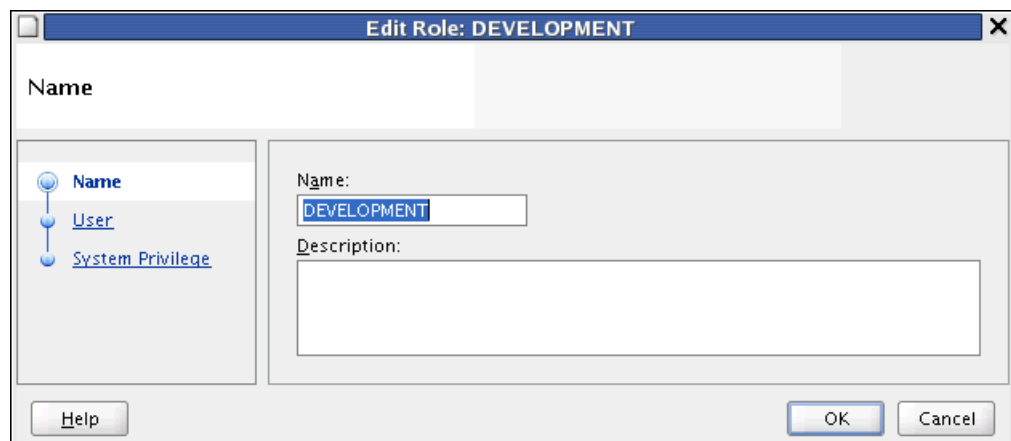 Edit Role: DEVELOPMENT
Name
Name
User
System Privilege
Name:
DEVELOPMENT
Description:
Help
OK
Cancel